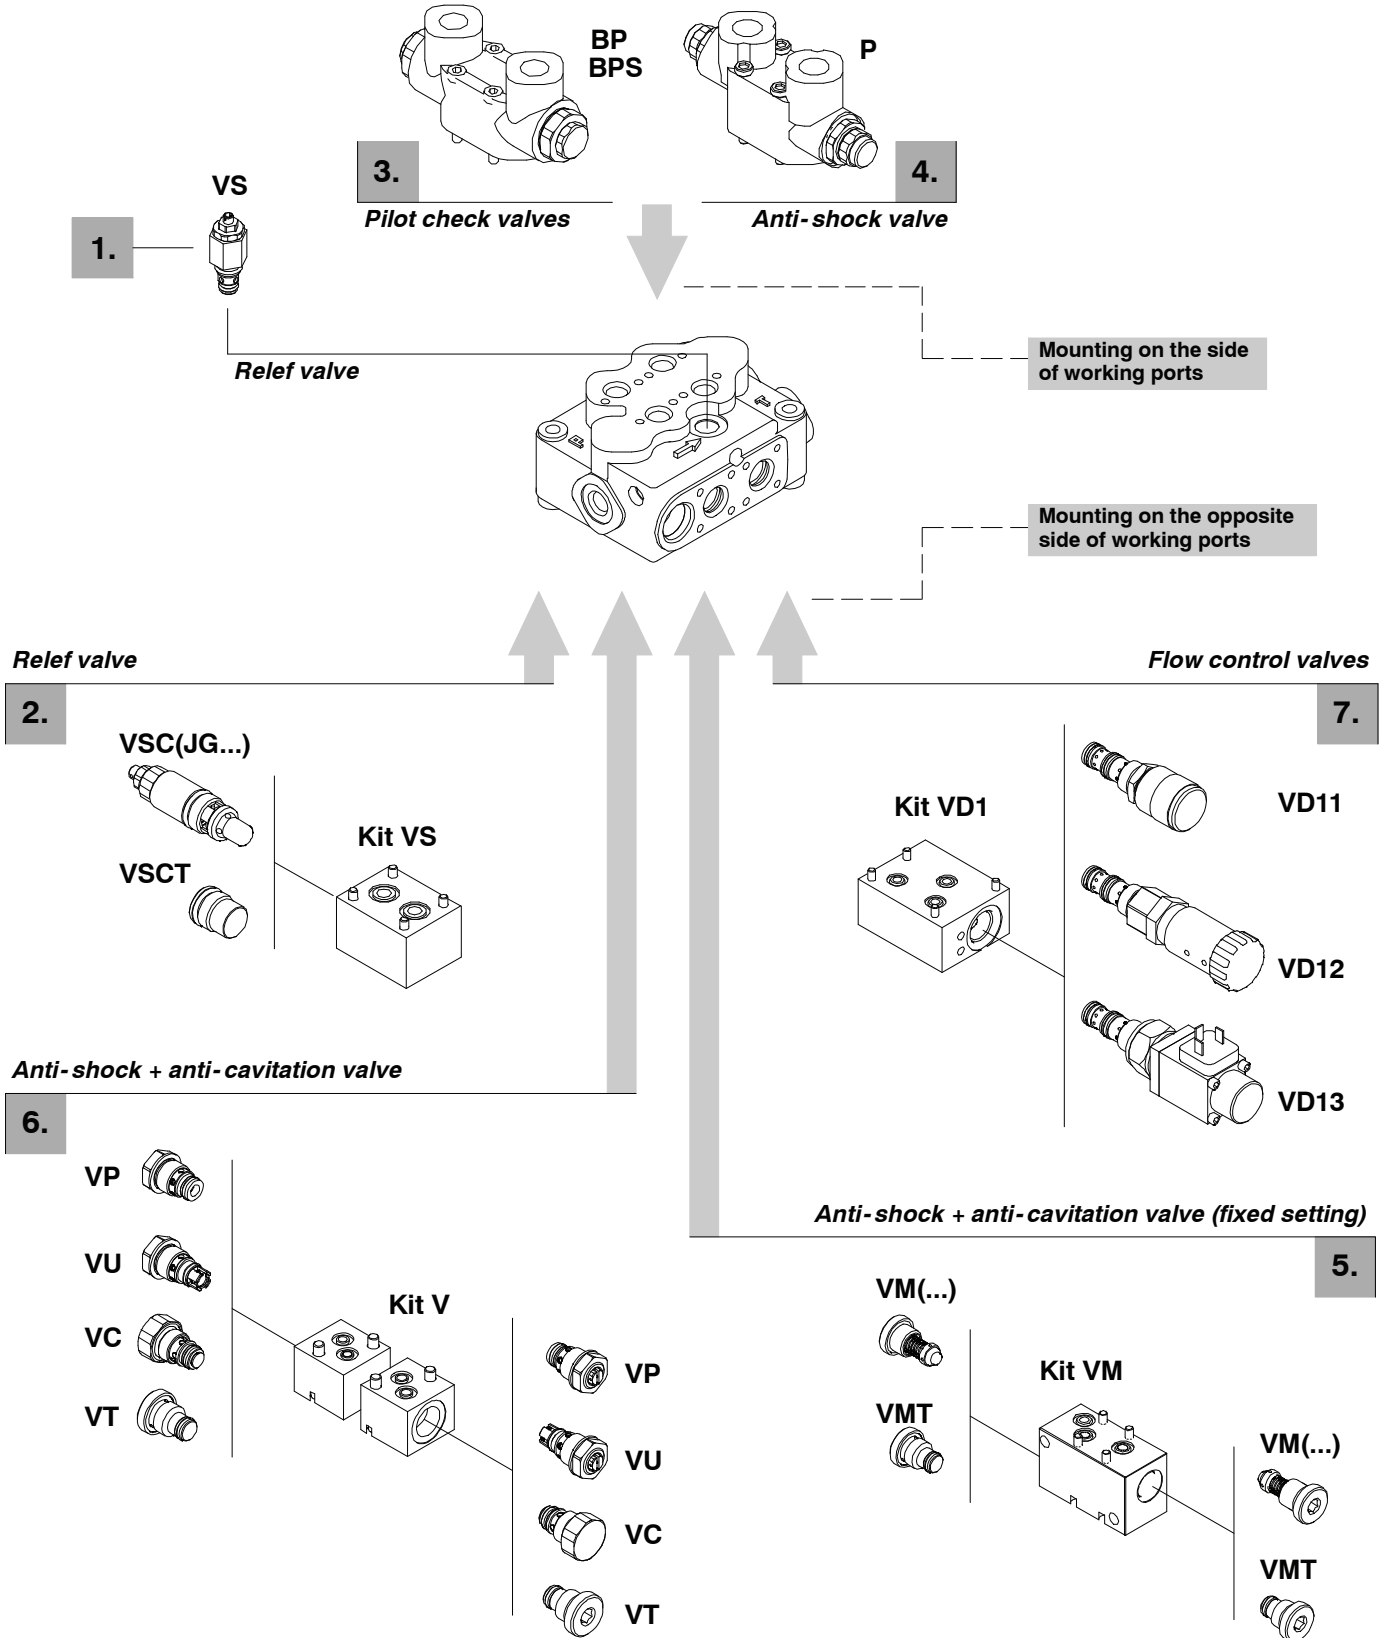 BP
BPS
P
3.
4.
Pilot check valves
Anti-shock valve
VS
1.
Relef valve
Mounting on the side
of working ports
P
T
Mounting on the opposite
side of working ports
Relef valve
2.
VSC(JG...)
VSCT
Kit VS
Flow control valves
7.
Kit VD1
VD11
VD12
VD13
Anti-shock + anti-cavitation valve
6.
VP
VU
VC
VT
Kit V
VP
VU
VC
VT
Anti-shock + anti-cavitation valve (fixed setting)
5.
VM(...)
VMT
Kit VM
VM(...)
VMT